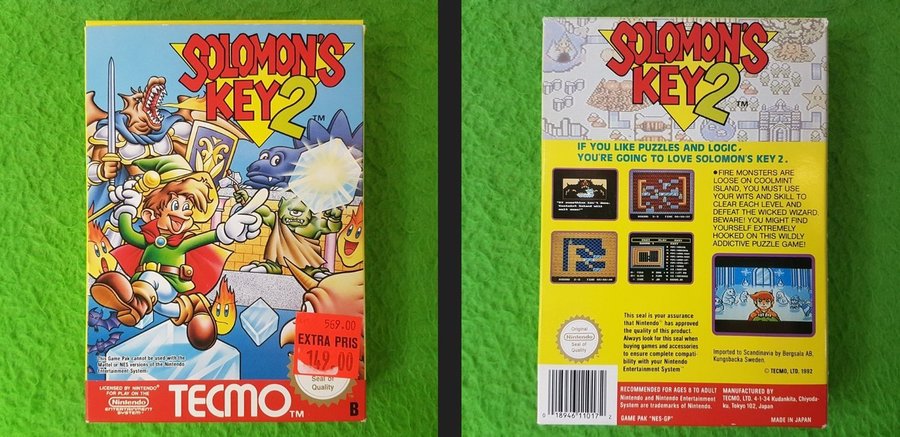 SOLOMON'S
KEY 2
TM
569.00
EXTRA PRIS
149.00
This Game Pak cannot be used with the
Mattel or NES versions of the Nintendo
Entertainment System.
Seal of
Quality
LICENSED BY NINTENDO®
FOR PLAY ON THE
Nintendo
ENTERTAINMENT
SYSTEM
TECMO TM
B
SOLOMON'S
KEY 2
TM
IF YOU LIKE PUZZLES AND LOGIC,
YOU'RE GOING TO LOVE SOLOMON'S KEY 2.
•FIRE MONSTERS ARE
LOOSE ON COOLMINT
ISLAND, YOU MUST USE
YOUR WITS AND SKILL TO
CLEAR EACH LEVEL AND
DEFEAT THE WICKED WIZARD.
BEWARE! YOU MIGHT FIND
YOURSELF EXTREMELY
HOOKED ON THIS WILDLY
ADDICTIVE PUZZLE GAME!
This seal is your assurance
that Nintendo has approved
the quality of this product.
Always look for this seal when
buying games and accessories
to ensure complete compati-
bility with your Nintendo
Entertainment System
Original
Nintendo
Seal of
Quality
Imported to Scandinavia by Bergsala AB.
Kungsbacka Sweden.
© TECMO, LTD. 1992
0 18946 11017 2
RECOMMENDED FOR AGES 8 TO ADULT
Nintendo and Nintendo Entertainment
System are trademarks of Nintendo.
GAME PAK "NES-GP"
MANUFACTURED BY
TECMO, LTD. 4-1-34 Kudankita, Chiyoda-
ku, Tokyo 102, Japan
MADE IN JAPAN